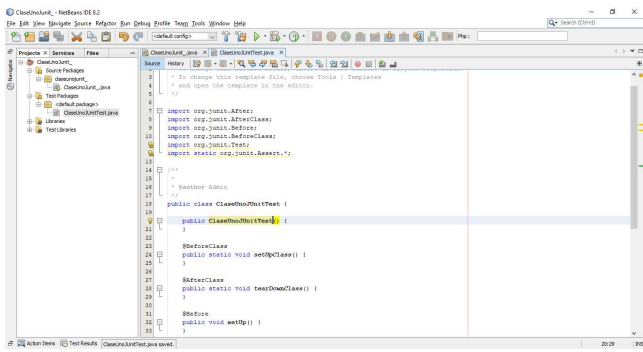 ClaseUnoJunit_ - NetBeans IDE 8.2
File Edit View Navigate Source Refactor Run Debug Profile Team Tools Window Help
Search (Ctrl+I)
<default config>
Php:
Projects Services Files
ClaseUnoJunit_.java ClaseUnoJUnitTest.java
Navigator
Source History
ClaseUnoJunit_
Source Packages
claseunojunit_
ClaseUnoJunit_.java
Test Packages
<default package>
ClaseUnoJUnitTest.java
Libraries
Test Libraries
3 * To change this template file, choose Tools | Templates
4 * and open the template in the editor.
5 */
6
7 import org.junit.After;
8 import org.junit.AfterClass;
9 import org.junit.Before;
10 import org.junit.BeforeClass;
import org.junit.Test;
import static org.junit.Assert.*;
13
14 /**
15 *
16 * @author Admin
17 */
18 public class ClaseUnoJUnitTest {
19
public ClaseUnoJUnitTest() {
21 }
22
23 @BeforeClass
24 public static void setUpClass() {
25 }
26
27 @AfterClass
28 public static void tearDownClass() {
29 }
30
31 @Before
32 public void setUp() {
33 }
Action Items Test Results ClaseUnoJUnitTest.java saved.
20:29 INS